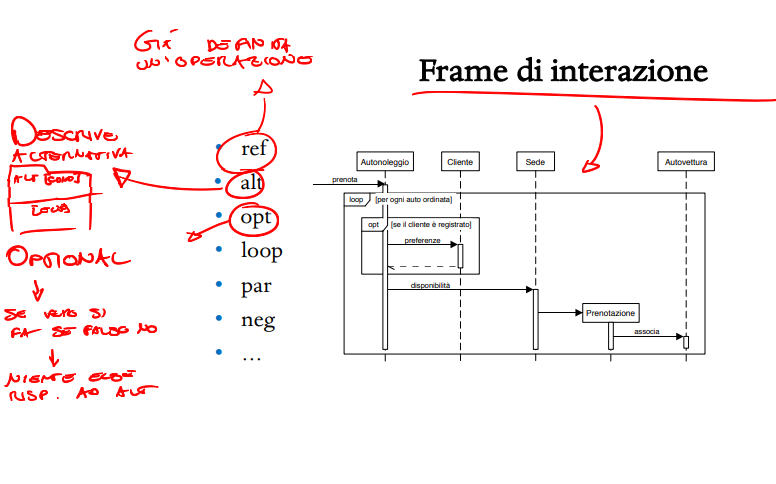 GIÀ DEFINITA
UN'OPERAZIONE
Frame di interazione
DESCRIVE
ALTERNATIVA
ALT [COND]
[ELSE]
OPTIONAL
SE VERO SI
FA SE FALSO NO
NIENTE ELSE
RISP. AD ALT
• ref
• alt
• opt
• loop
• par
• neg
• ...
Autonoleggio
Cliente
Sede
Autovettura
prenota
loop
[per ogni auto ordinata]
opt
[se il cliente è registrato]
preferenze
disponibilità
Prenotazione
associa